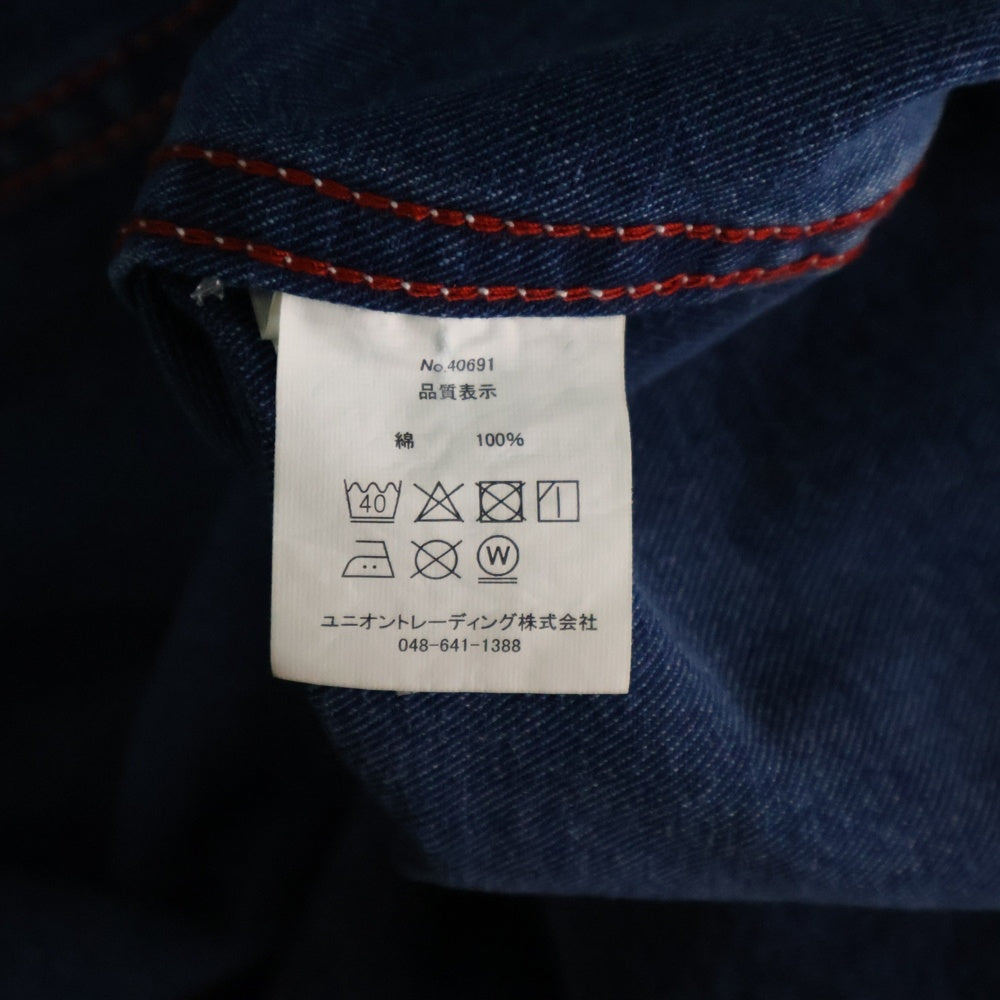 No.40691
品質表示
綿 100%
40
W
ユニオントレーディング株式会社
048-641-1388